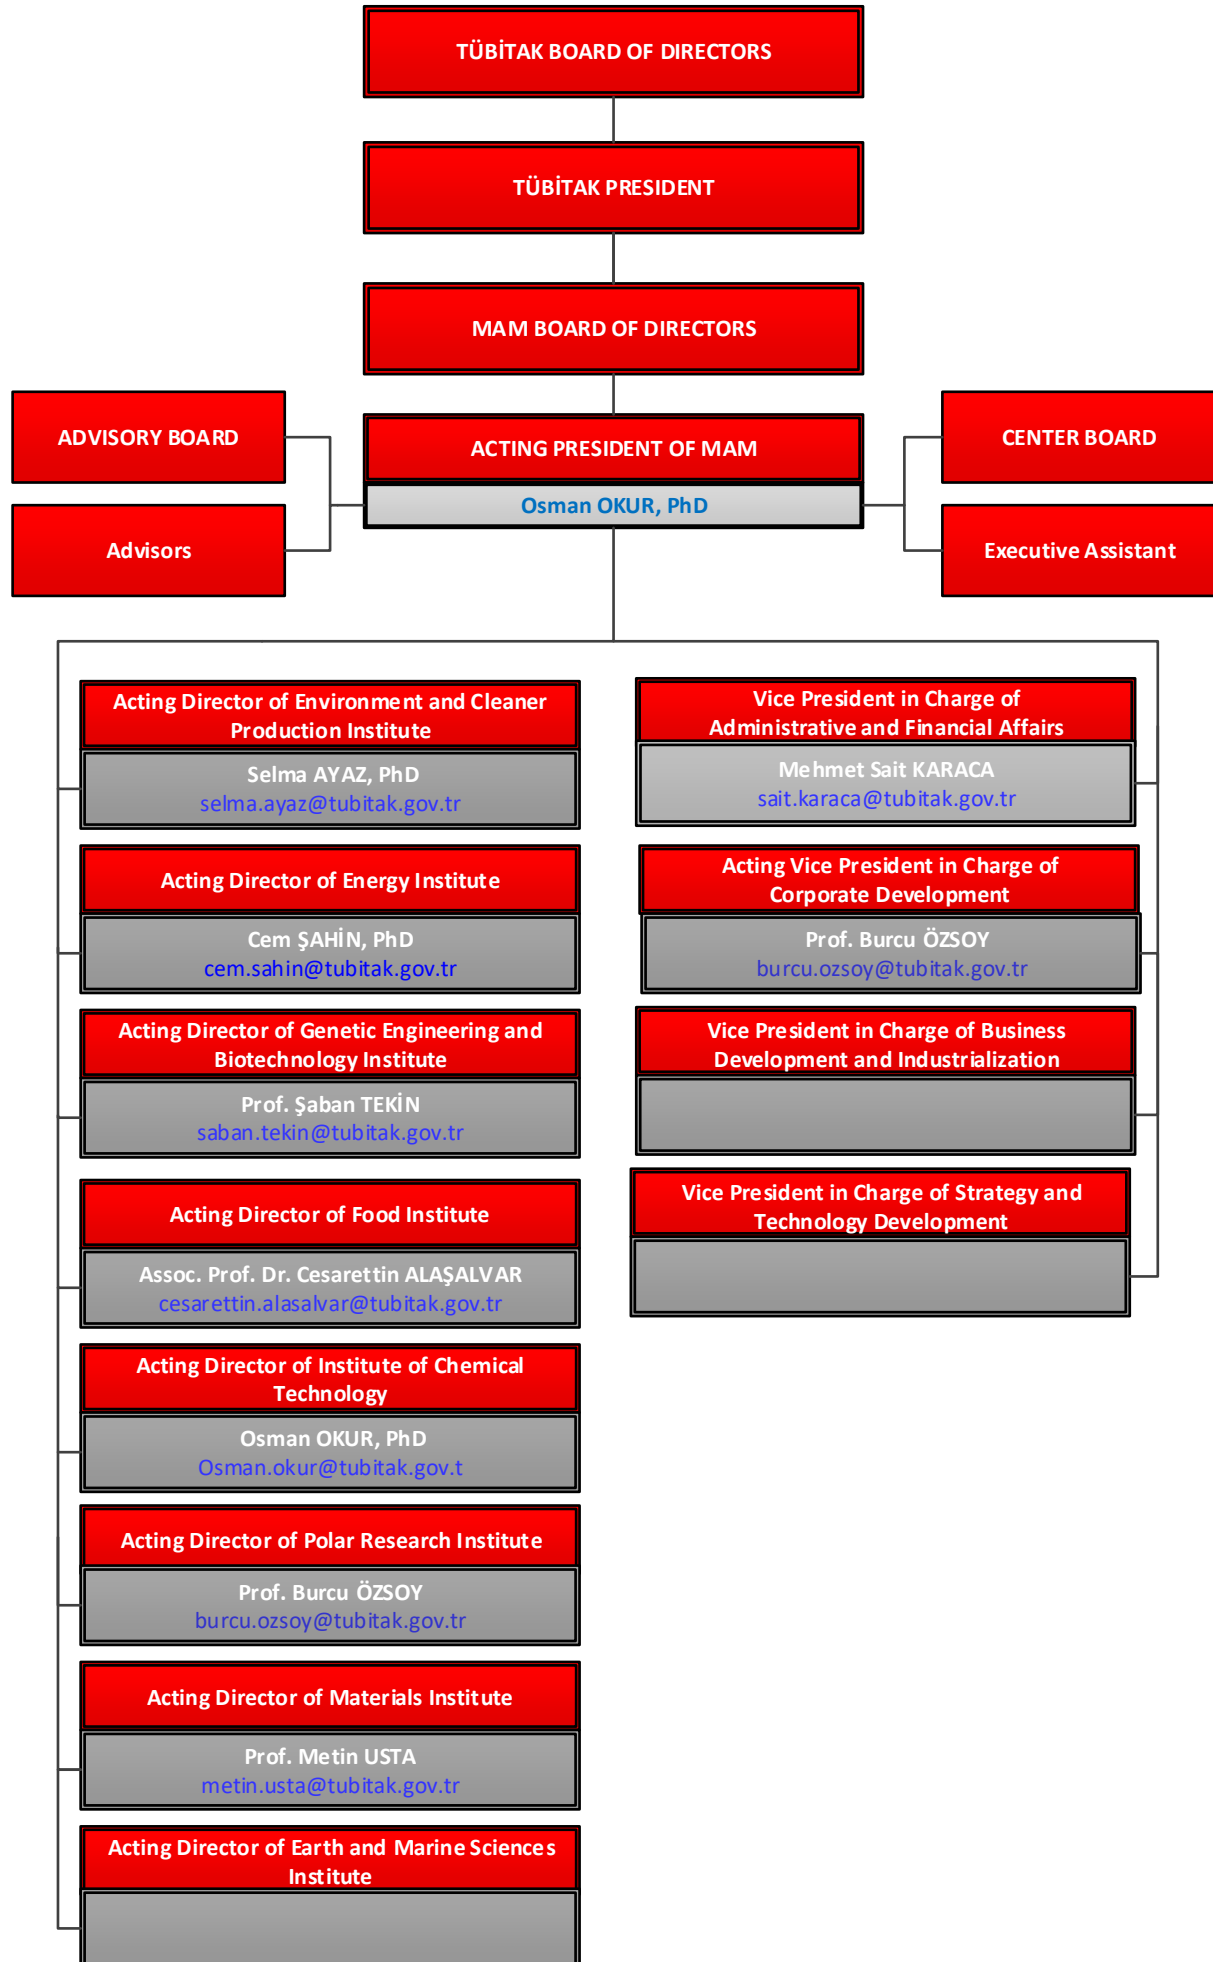 TÜBİTAK BOARD OF DIRECTORS
TÜBİTAK PRESIDENT
MAM BOARD OF DIRECTORS
ADVISORY BOARD
ACTING PRESIDENT OF MAM
CENTER BOARD
Osman OKUR, PhD
Advisors
Executive Assistant
Acting Director of Environment and Cleaner
Production Institute
Selma AYAZ, PhD
selma.ayaz@tubitak.gov.tr
Acting Director of Energy Institute
Cem ŞAHİN, PhD
cem.sahin@tubitak.gov.tr
Acting Director of Genetic Engineering and
Biotechnology Institute
Prof. Şaban TEKİN
saban.tekin@tubitak.gov.tr
Acting Director of Food Institute
Assoc. Prof. Dr. Cesarettin ALAŞALVAR
cesarettin.alasalvar@tubitak.gov.tr
Acting Director of Institute of Chemical
Technology
Osman OKUR, PhD
Osman.okur@tubitak.gov.t
Acting Director of Polar Research Institute
Prof. Burcu ÖZSOY
burcu.ozsoy@tubitak.gov.tr
Acting Director of Materials Institute
Prof. Metin USTA
metin.usta@tubitak.gov.tr
Acting Director of Earth and Marine Sciences
Institute
Vice President in Charge of
Administrative and Financial Affairs
Mehmet Sait KARACA
sait.karaca@tubitak.gov.tr
Acting Vice President in Charge of
Corporate Development
Prof. Burcu ÖZSOY
burcu.ozsoy@tubitak.gov.tr
Vice President in Charge of Business
Development and Industrialization
Vice President in Charge of Strategy and
Technology Development